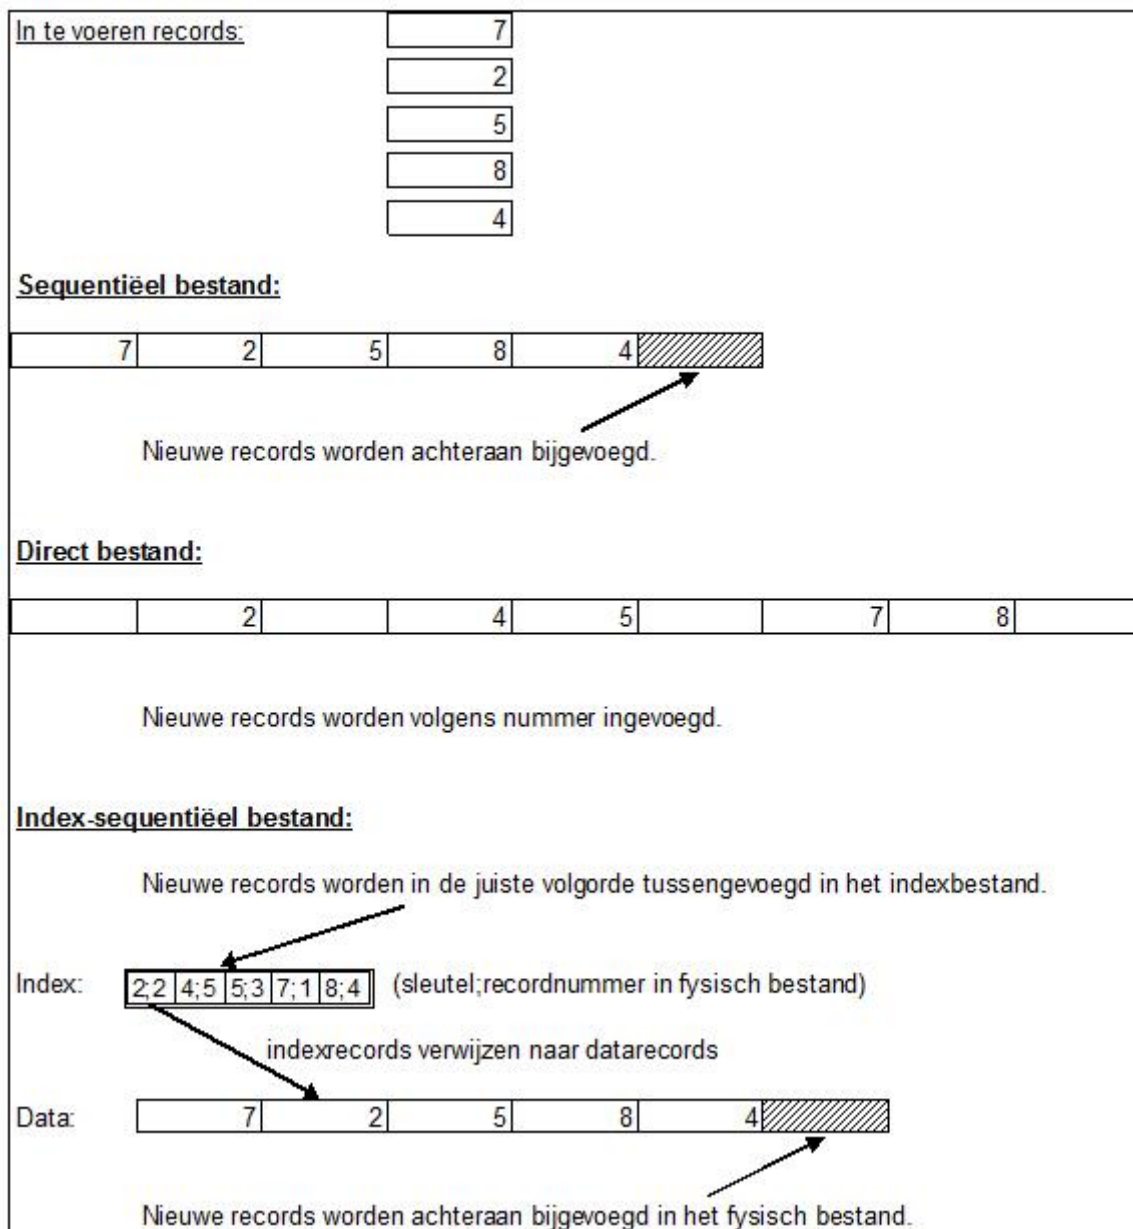 In te voeren records: 7
2
5
8
4
Sequentiëel bestand:
7 2 5 8 4
Nieuwe records worden achteraan bijgevoegd.
Direct bestand:
2 4 5 7 8
Nieuwe records worden volgens nummer ingevoegd.
Index-sequentiëel bestand:
Nieuwe records worden in de juiste volgorde tussengevoegd in het indexbestand.
Index: 2;2 4;5 5;3 7;1 8;4 (sleutel;recordnummer in fysisch bestand)
indexrecords verwijzen naar datarecords
Data: 7 2 5 8 4
Nieuwe records worden achteraan bijgevoegd in het fysisch bestand.